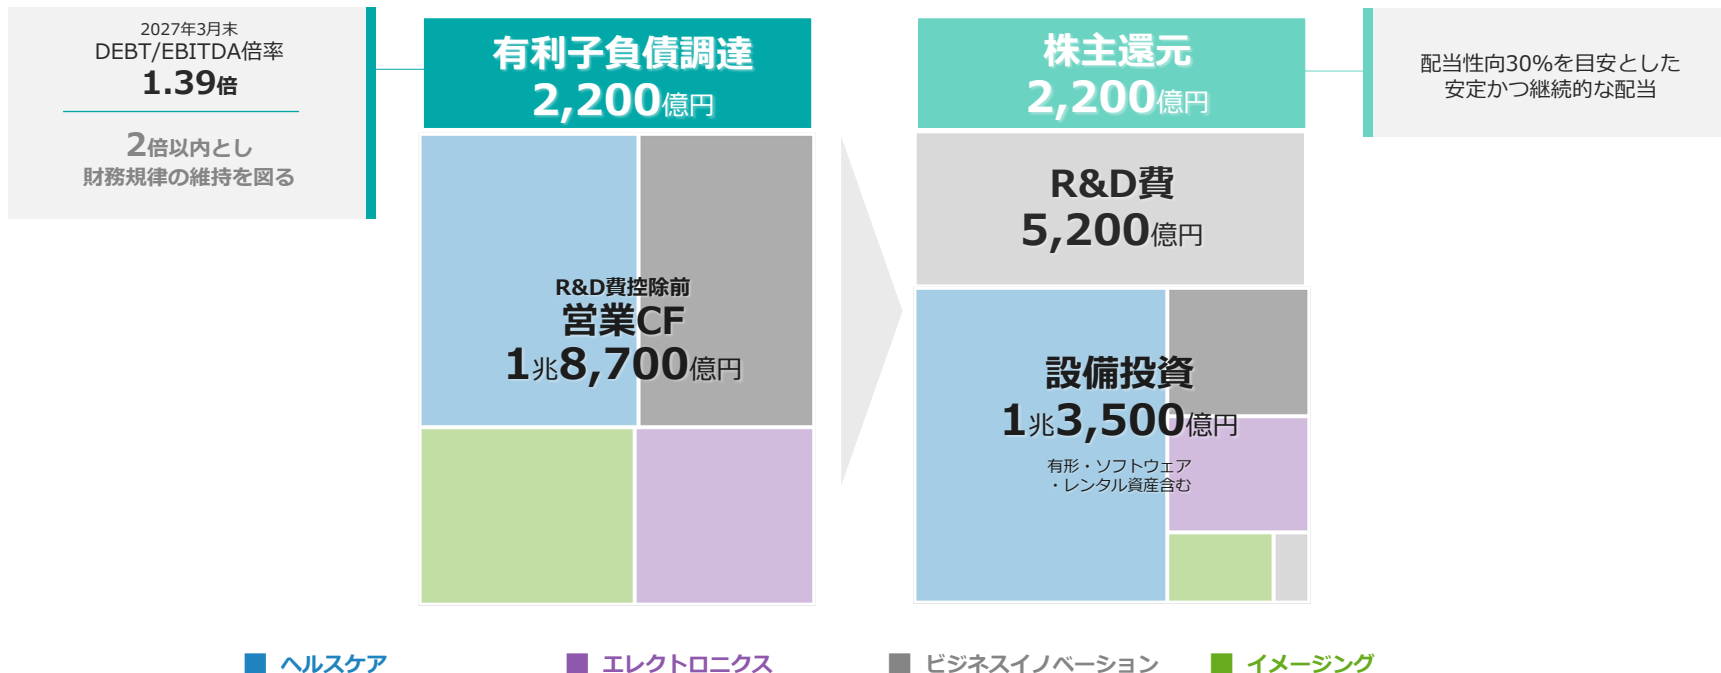 2027年3月末
DEBT/EBITDA倍率
1.39倍
2倍以内とし
財務規律の維持を図る
有利子負債調達
2,200億円
R&D費控除前
営業CF
1兆8,700億円
株主還元
2,200億円
R&D費
5,200億円
設備投資
1兆3,500億円
有形・ソフトウェア
・レンタル資産含む
配当性向30%を目安とした
安定かつ継続的な配当
ヘルスケア
エレクトロニクス
ビジネスイノベーション
イメージング